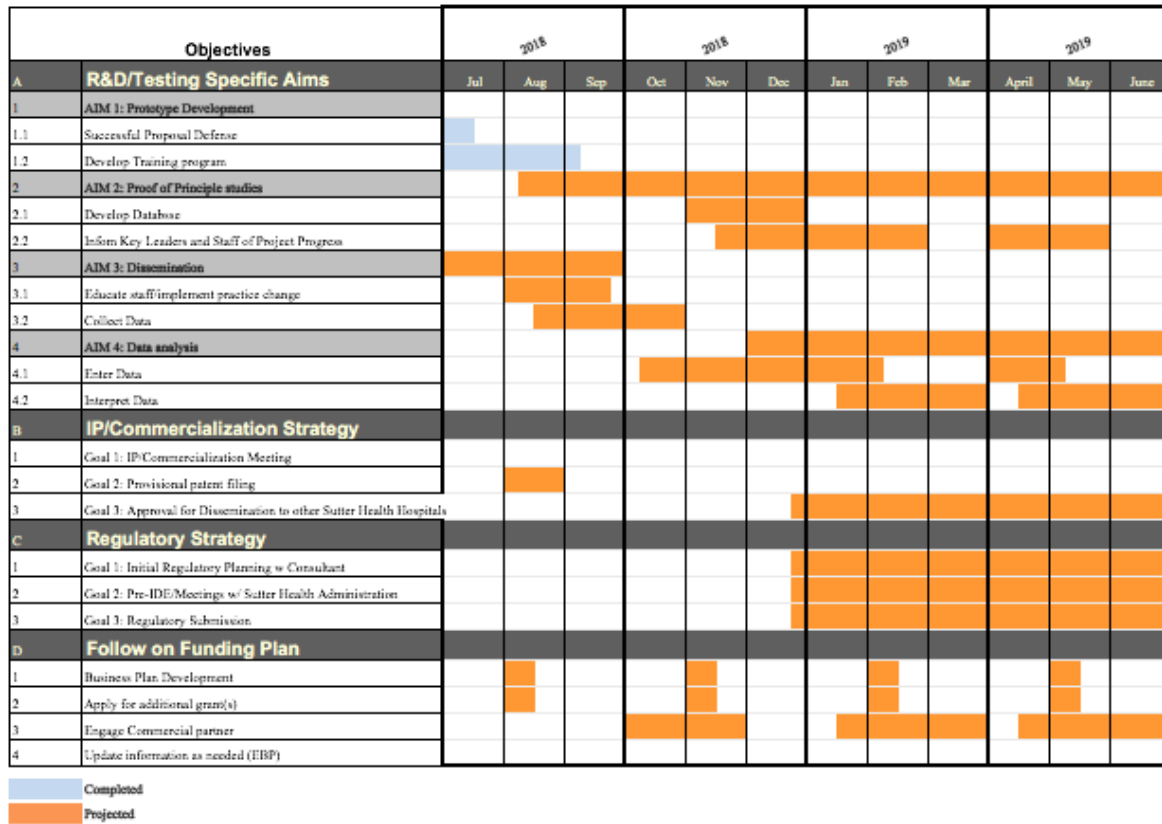 Objectives
2018
2018
2019
2019
A R&D/Testing Specific Aims Jul Aug Sep Oct Nov Dec Jan Feb Mar April May June
1 AIM 1: Prototype Development
1.1 Successful Proposal Defense
1.2 Develop Training program
2 AIM 2: Proof of Principle studies
2.1 Develop Database
2.2 Inform Key Leaders and Staff of Project Progress
3 AIM 3: Dissemination
3.1 Educate staff/implement practice change
3.2 Collect Data
4 AIM 4: Data analysis
4.1 Enter Data
4.2 Interpret Data
B IP/Commercialization Strategy
1 Goal 1: IP/Commercialization Meeting
2 Goal 2: Provisional patent filing
3 Goal 3: Approval for Dissemination to other Sutter Health Hospitals
C Regulatory Strategy
1 Goal 1: Initial Regulatory Planning w Consultant
2 Goal 2: Pre-IDE/Meetings w/ Sutter Health Administration
3 Goal 3: Regulatory Submission
D Follow on Funding Plan
1 Business Plan Development
2 Apply for additional grant(s)
3 Engage Commercial partner
4 Update information as needed (EBP)
Completed
Projected